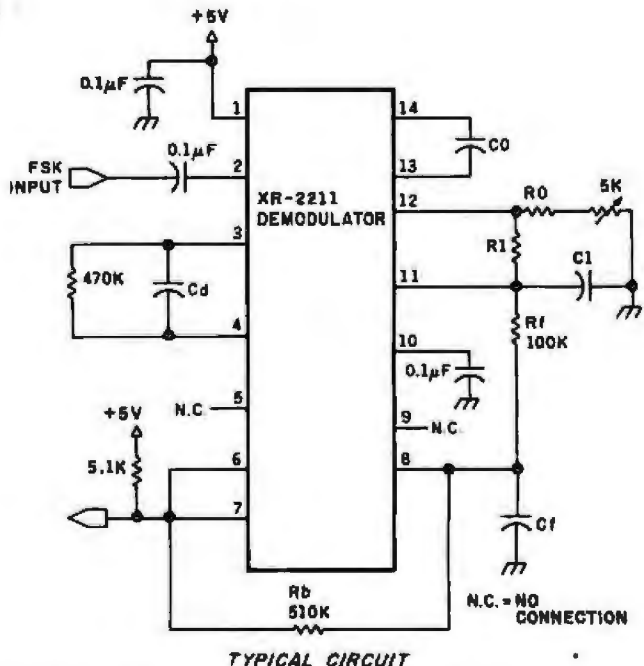 +5V
0.1µF
1
14
CO
FSK
INPUT
0.1µF
2
13
XR-2211
DEMODULATOR
12
RO
5K
R1
3
470K
Cd
11
C1
4
Rf
100K
10
0.1µF
N.C.
5
9
N.C.
+5V
5.1K
6
8
7
Cf
Rb
510K
N.C. = NO
CONNECTION
TYPICAL CIRCUIT